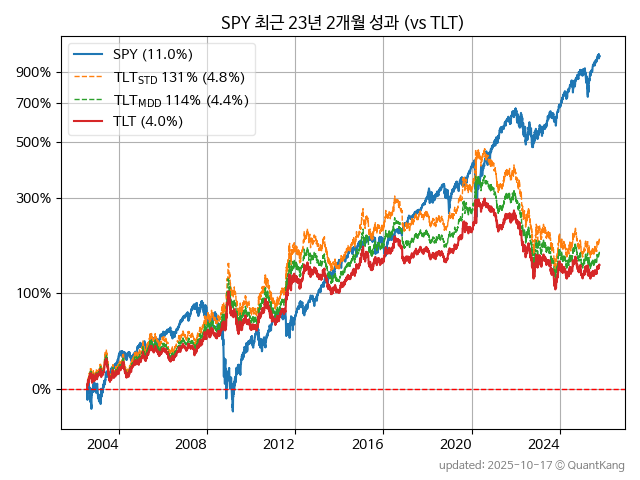 SPY 최근 23년 2개월 성과 (vs TLT)
SPY (11.0%)
TLT_STD 131% (4.8%)
TLT_MDD 114% (4.4%)
TLT (4.0%)
900%
700%
500%
300%
100%
0%
2004 2008 2012 2016 2020 2024
updated: 2025-10-17 © QuantKang